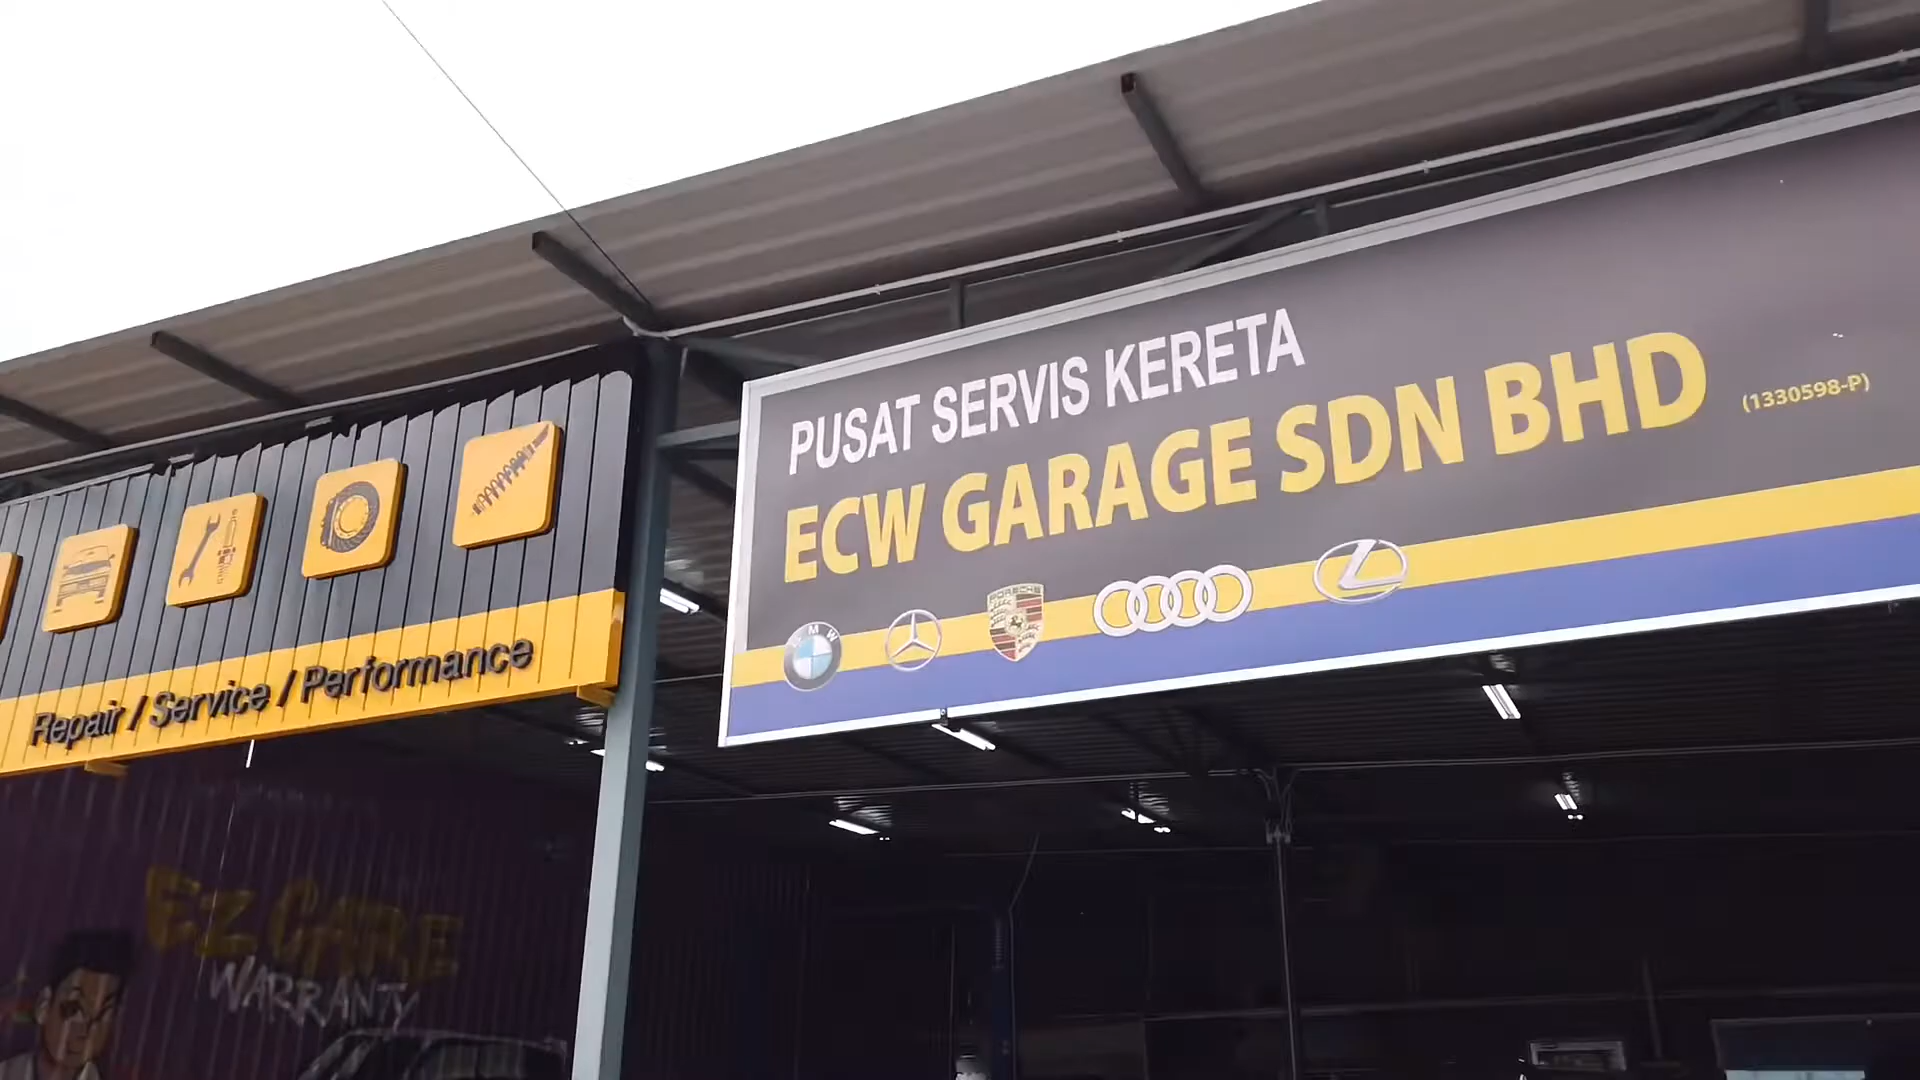 PUSAT SERVIS KERETA
ECW GARAGE SDN BHD (1330598-P)
BMW
PORSCHE
Repair / Service / Performance
EZ CARE
WARRANTY